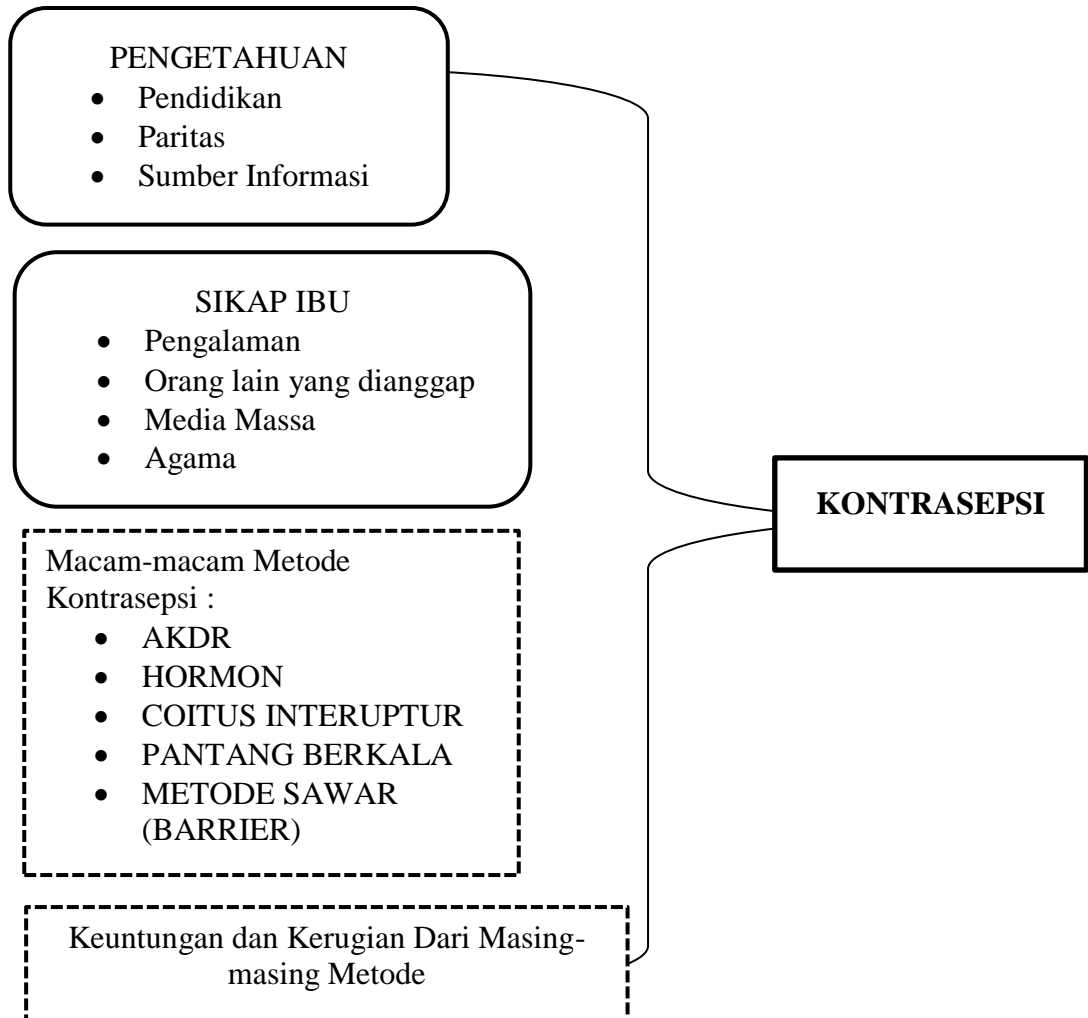 PENGETAHUAN
• Pendidikan
• Paritas
• Sumber Informasi
SIKAP IBU
• Pengalaman
• Orang lain yang dianggap
• Media Massa
• Agama
Macam-macam Metode
Kontrasepsi :
• AKDR
• HORMON
• COITUS INTERUPTUR
• PANTANG BERKALA
• METODE SAWAR
(BARRIER)
Keuntungan dan Kerugian Dari Masing-
masing Metode
KONTRASEPSI